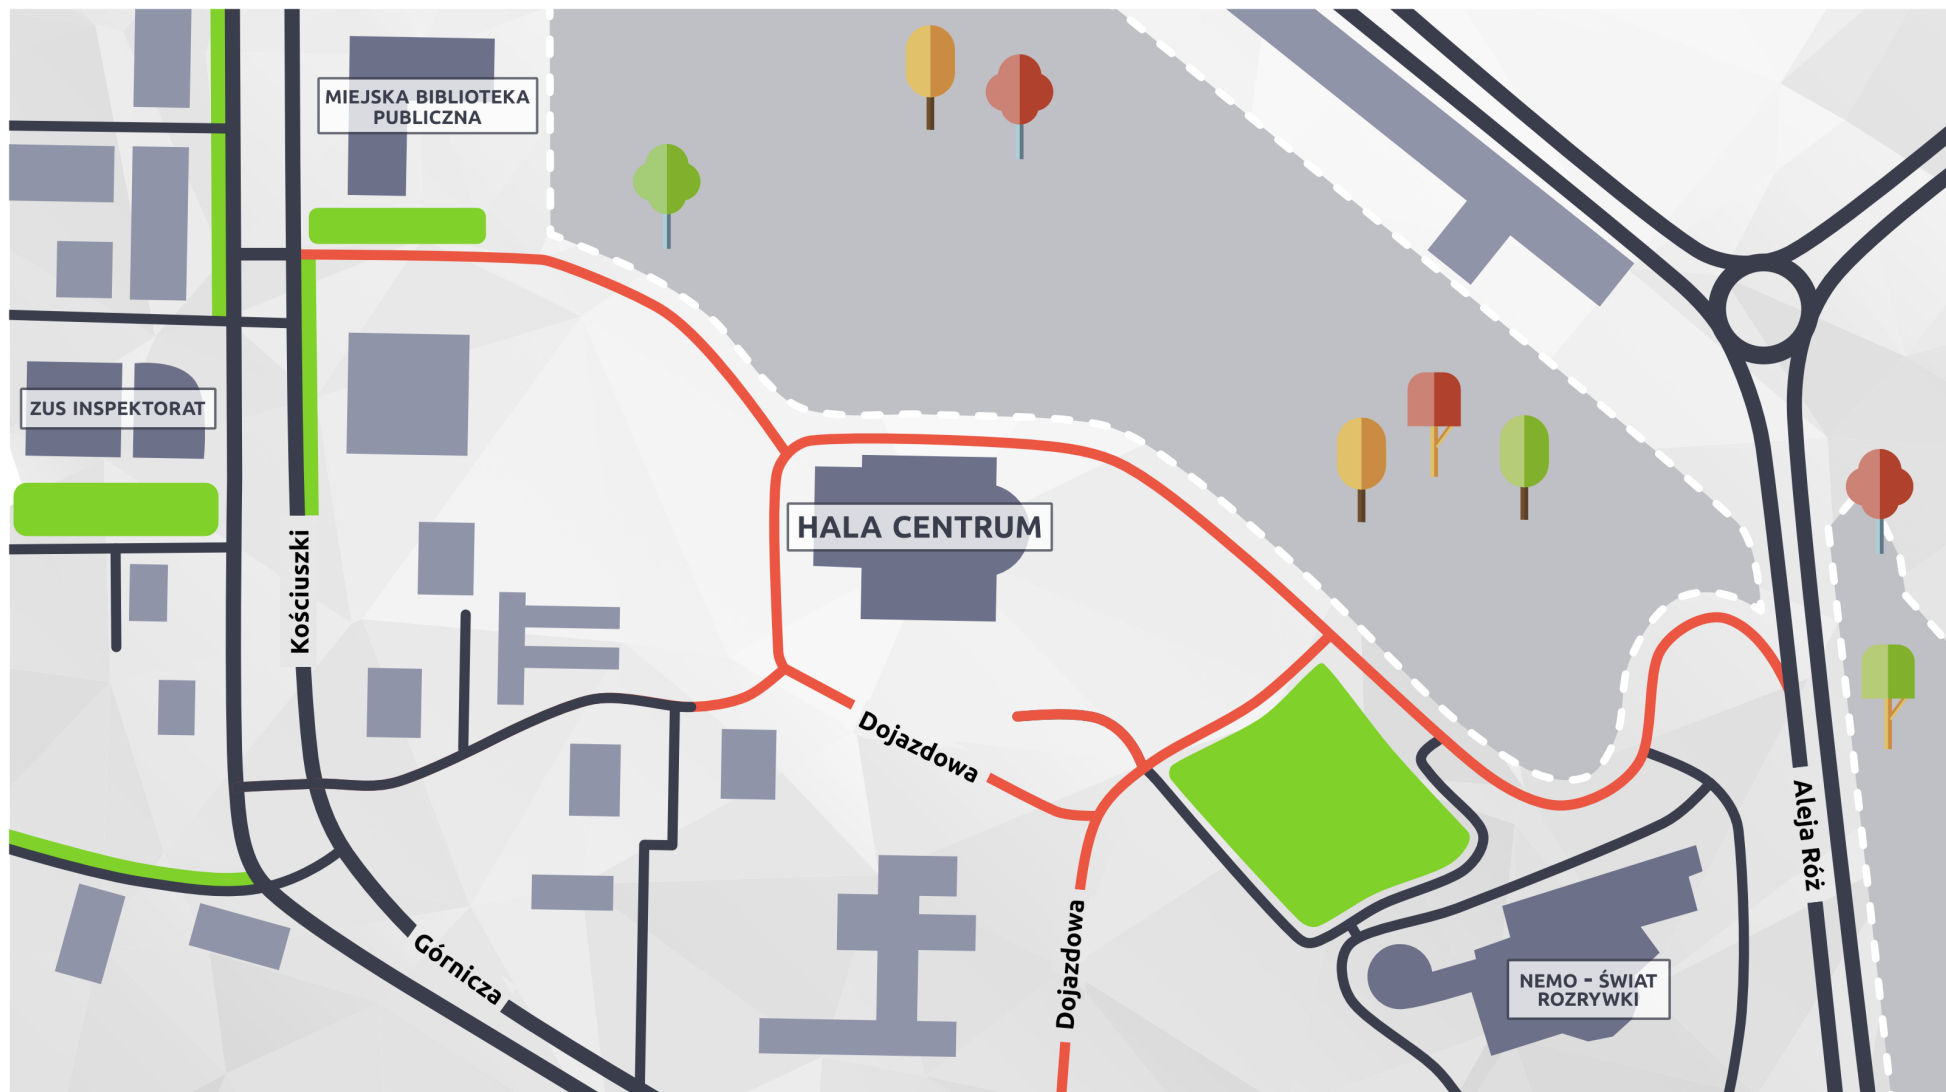 MIEJSKA BIBLIOTEKA
PUBLICZNA
ZUS INSPEKTORAT
HALA CENTRUM
Kościuszki
Dojazdowa
Aleja Róż
Górnicza
Dojazdowa
NEMO - ŚWIAT
ROZRYWKI